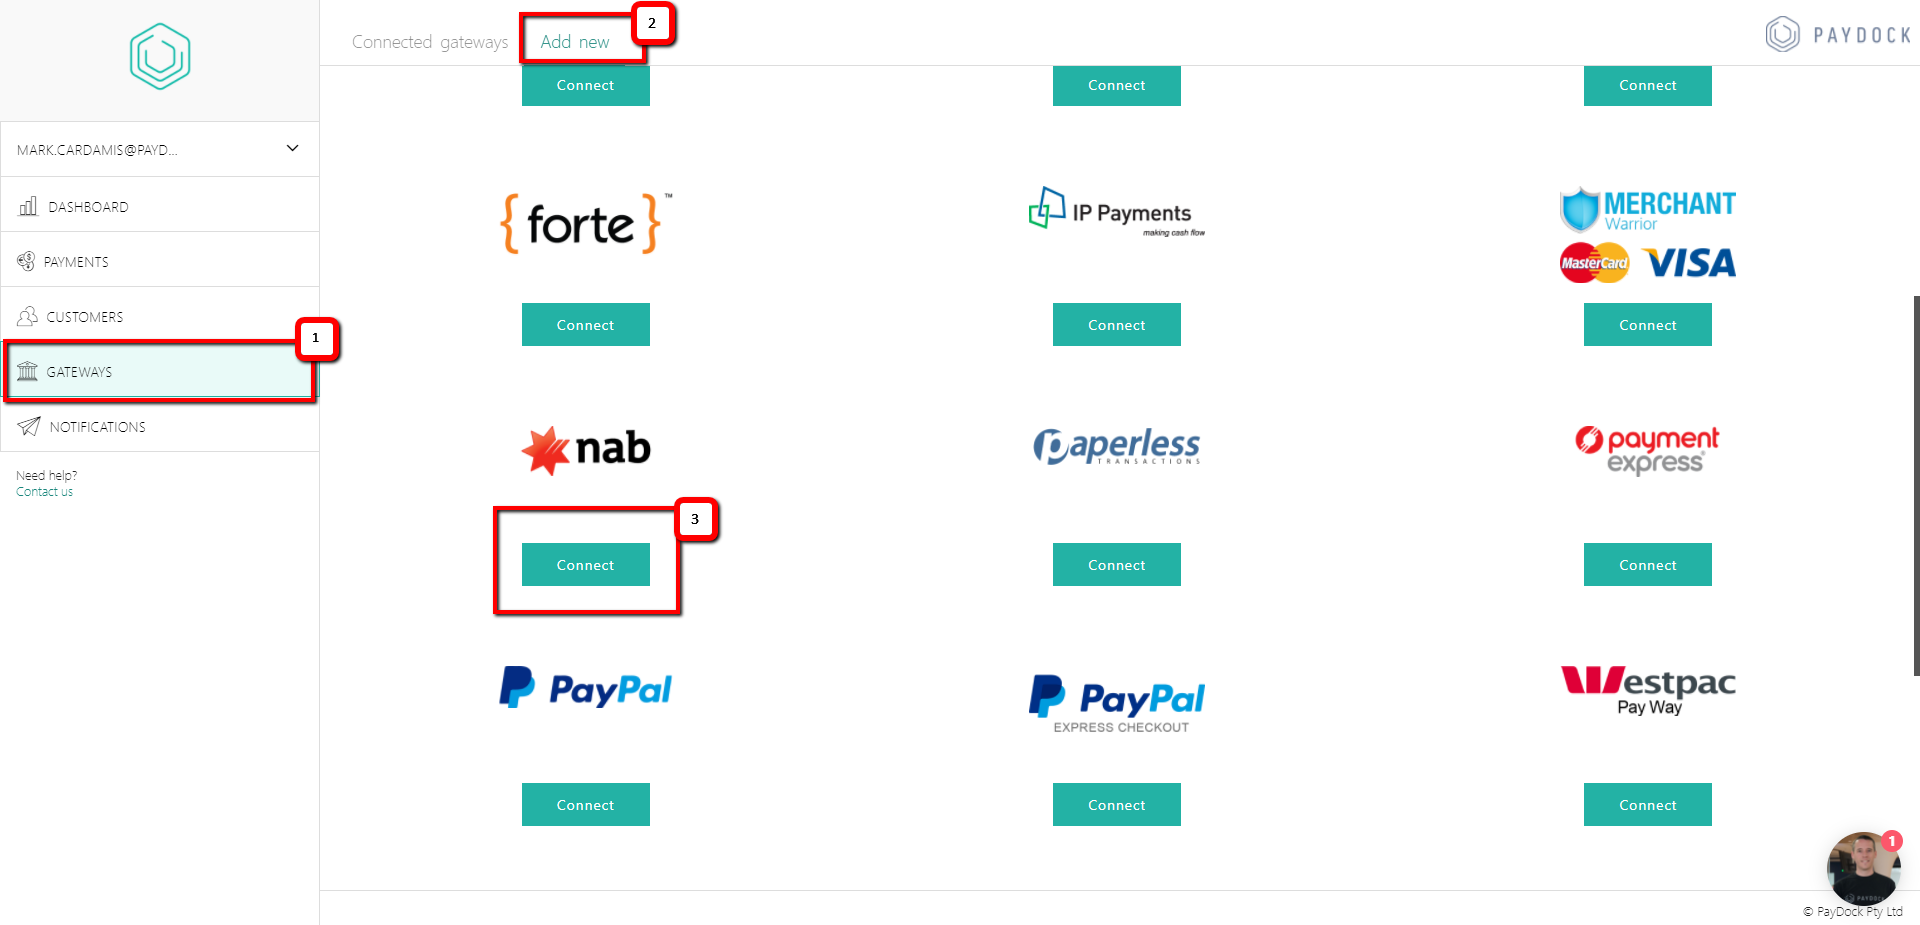 Connected gateways
Add new
2
PAYDOCK
MARK.CARDAMIS@PAYD...
DASHBOARD
PAYMENTS
CUSTOMERS
1
GATEWAYS
NOTIFICATIONS
Need help?
Contact us
Connect
Connect
Connect
{forte}™
IP Payments
making cash flow
MERCHANT
Warrior
MasterCard
VISA
Connect
Connect
Connect
nab
paperless
TRANSACTIONS
payment
express
3
Connect
Connect
Connect
PayPal
PayPal
EXPRESS CHECKOUT
Westpac
Pay Way
Connect
Connect
Connect
1
PAYDOCK
© PayDock Pty Ltd